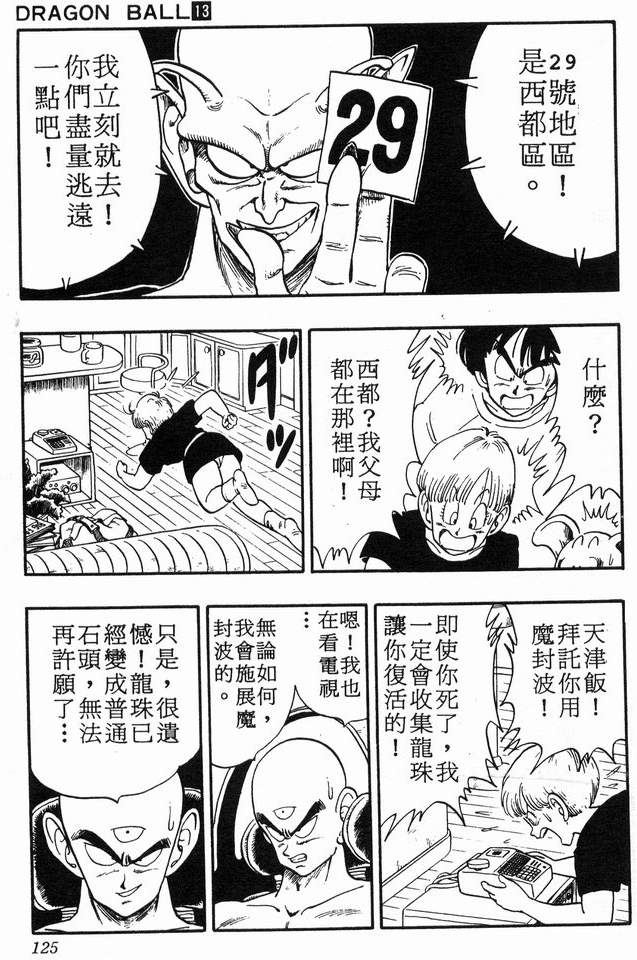 DRAGON BALL 13
29號地區！
是西都區。
29
我立刻就去！
你們盡量逃遠
一點吧！
什麼？
西都？我父母
都在那裡啊！
ダッ
天津飯！
拜託你用
魔封波！
即使你死了，我
一定會收集龍珠
讓你復活的！
嗯！我也
在看電視
…
無論如何，
我會施展魔
封波的。
只是，很遺
憾！龍珠已
經變成普通
石頭，無法
再許願了…
125